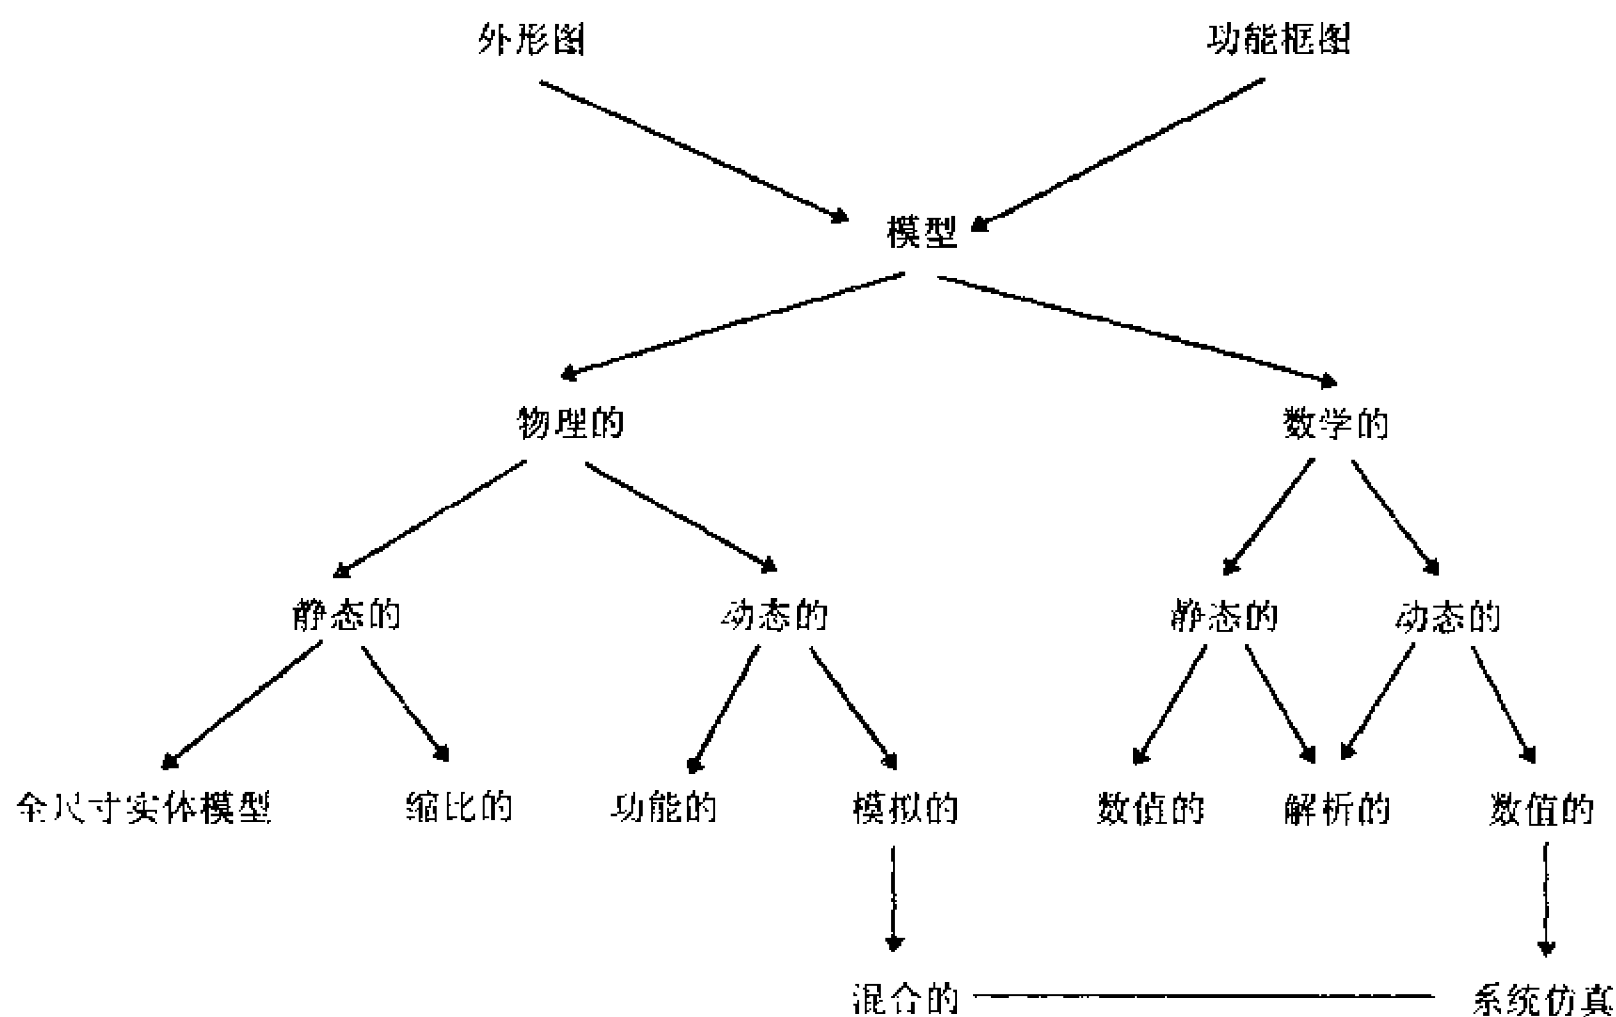 外形图 功能框图
模型
物理的 数学的
静态的 动态的 静态的 动态的
全尺寸实体模型 缩比的 功能的 模拟的 数值的 解析的 数值的
混合的 系统仿真